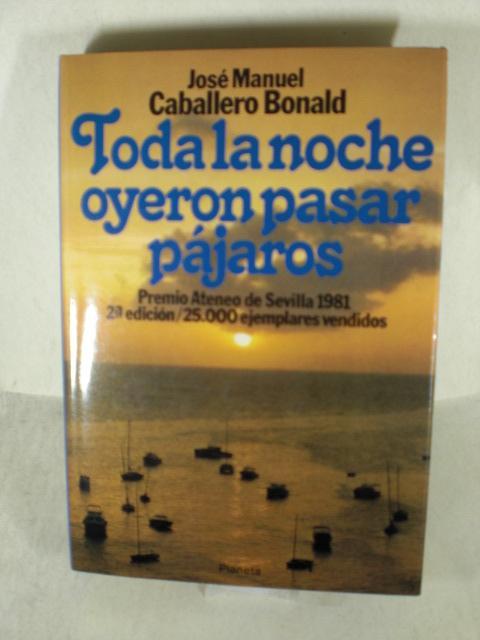 José Manuel
Caballero Bonald
Toda la noche
oyeron pasar
pájaros
Premio Ateneo de Sevilla 1981
2ª edición/25.000 ejemplares vendidos
Planeta